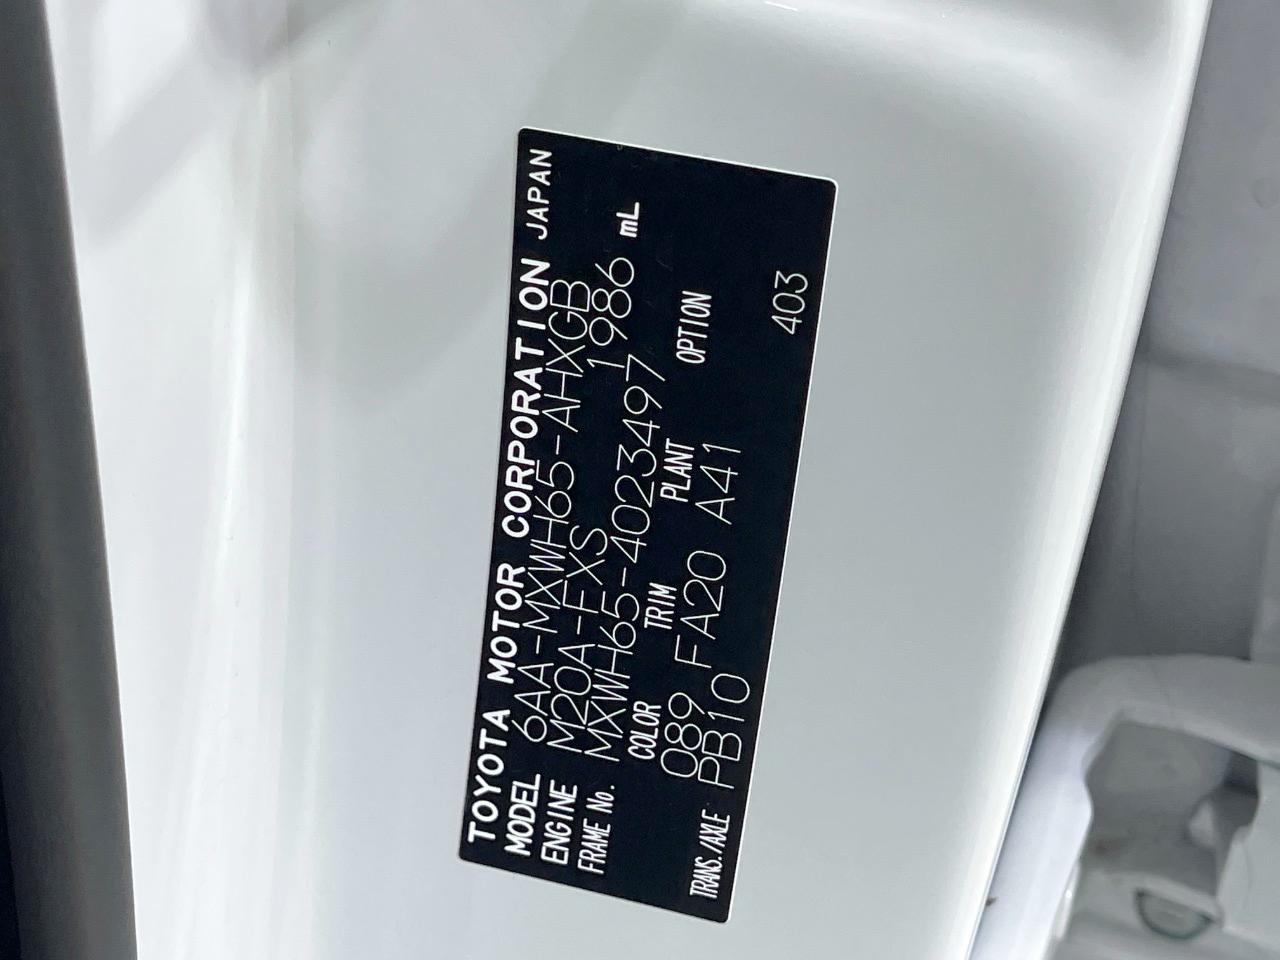 TOYOTA MOTOR CORPORATION JAPAN
MODEL 6AA-MXWH65-AHXGB
ENGINE M20A-FXS 1986 mL
FRAME No. MXWH65-4023497
COLOR TRIM PLANT OPTION
089 FA20 A41
TRANS./AXLE PB10
403